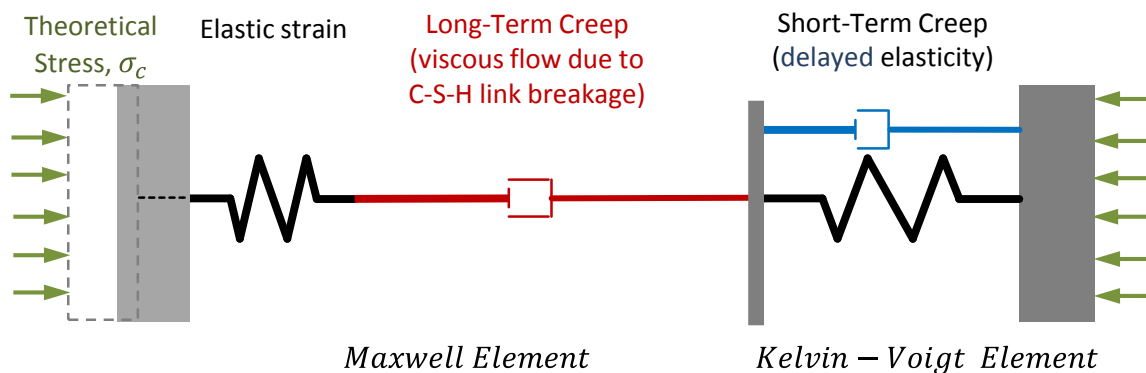 Theoretical
Stress, σ_c
Elastic strain
Long-Term Creep
(viscous flow due to
C-S-H link breakage)
Short-Term Creep
(delayed elasticity)
Maxwell Element
Kelvin − Voigt Element